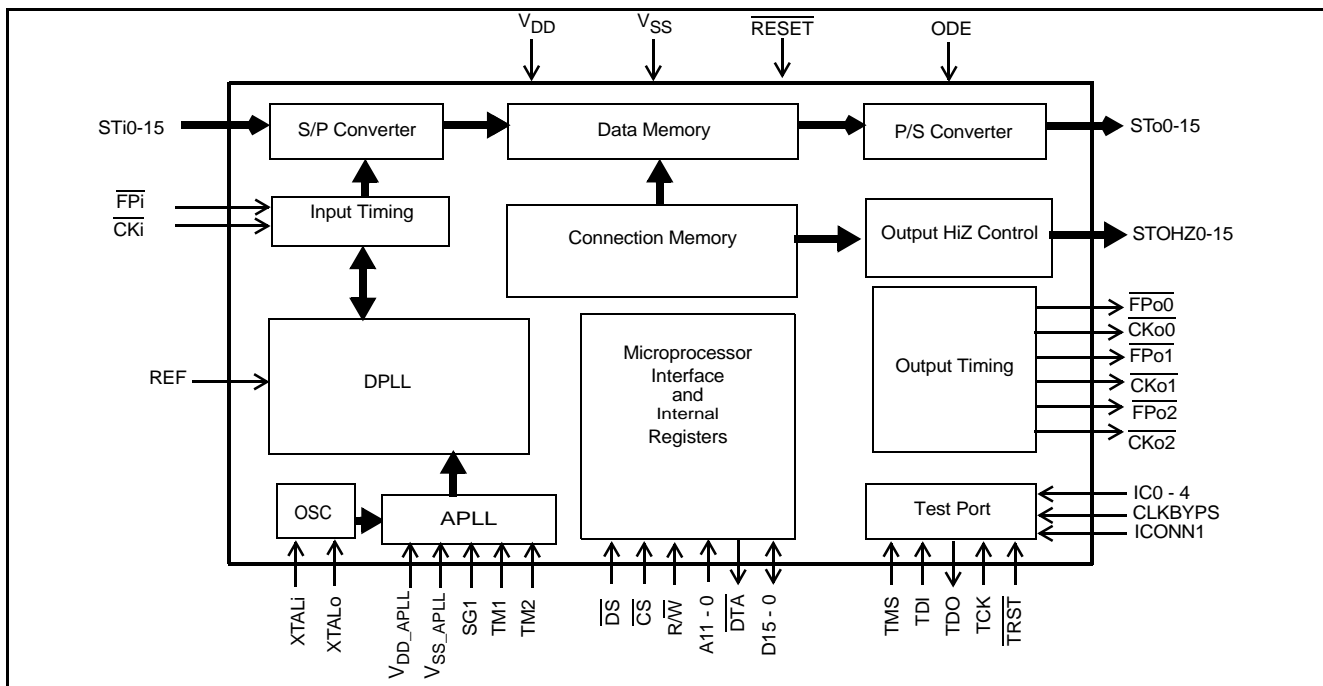 VDD
VSS
RESET
ODE
STi0-15
S/P Converter
Data Memory
P/S Converter
STo0-15
FPi
CKi
Input Timing
Connection Memory
Output HiZ Control
STOHZ0-15
REF
DPLL
Microprocessor
Interface
and
Internal
Registers
Output Timing
FPo0
CKo0
FPo1
CKo1
FPo2
CKo2
OSC
APLL
Test Port
IC0 - 4
CLKBYPS
ICONN1
XTALi
XTALo
VDD_APLL
VSS_APLL
SG1
TM1
TM2
DS
CS
R/W
A11 - 0
DTA
D15 - 0
TMS
TDI
TDO
TCK
TRST